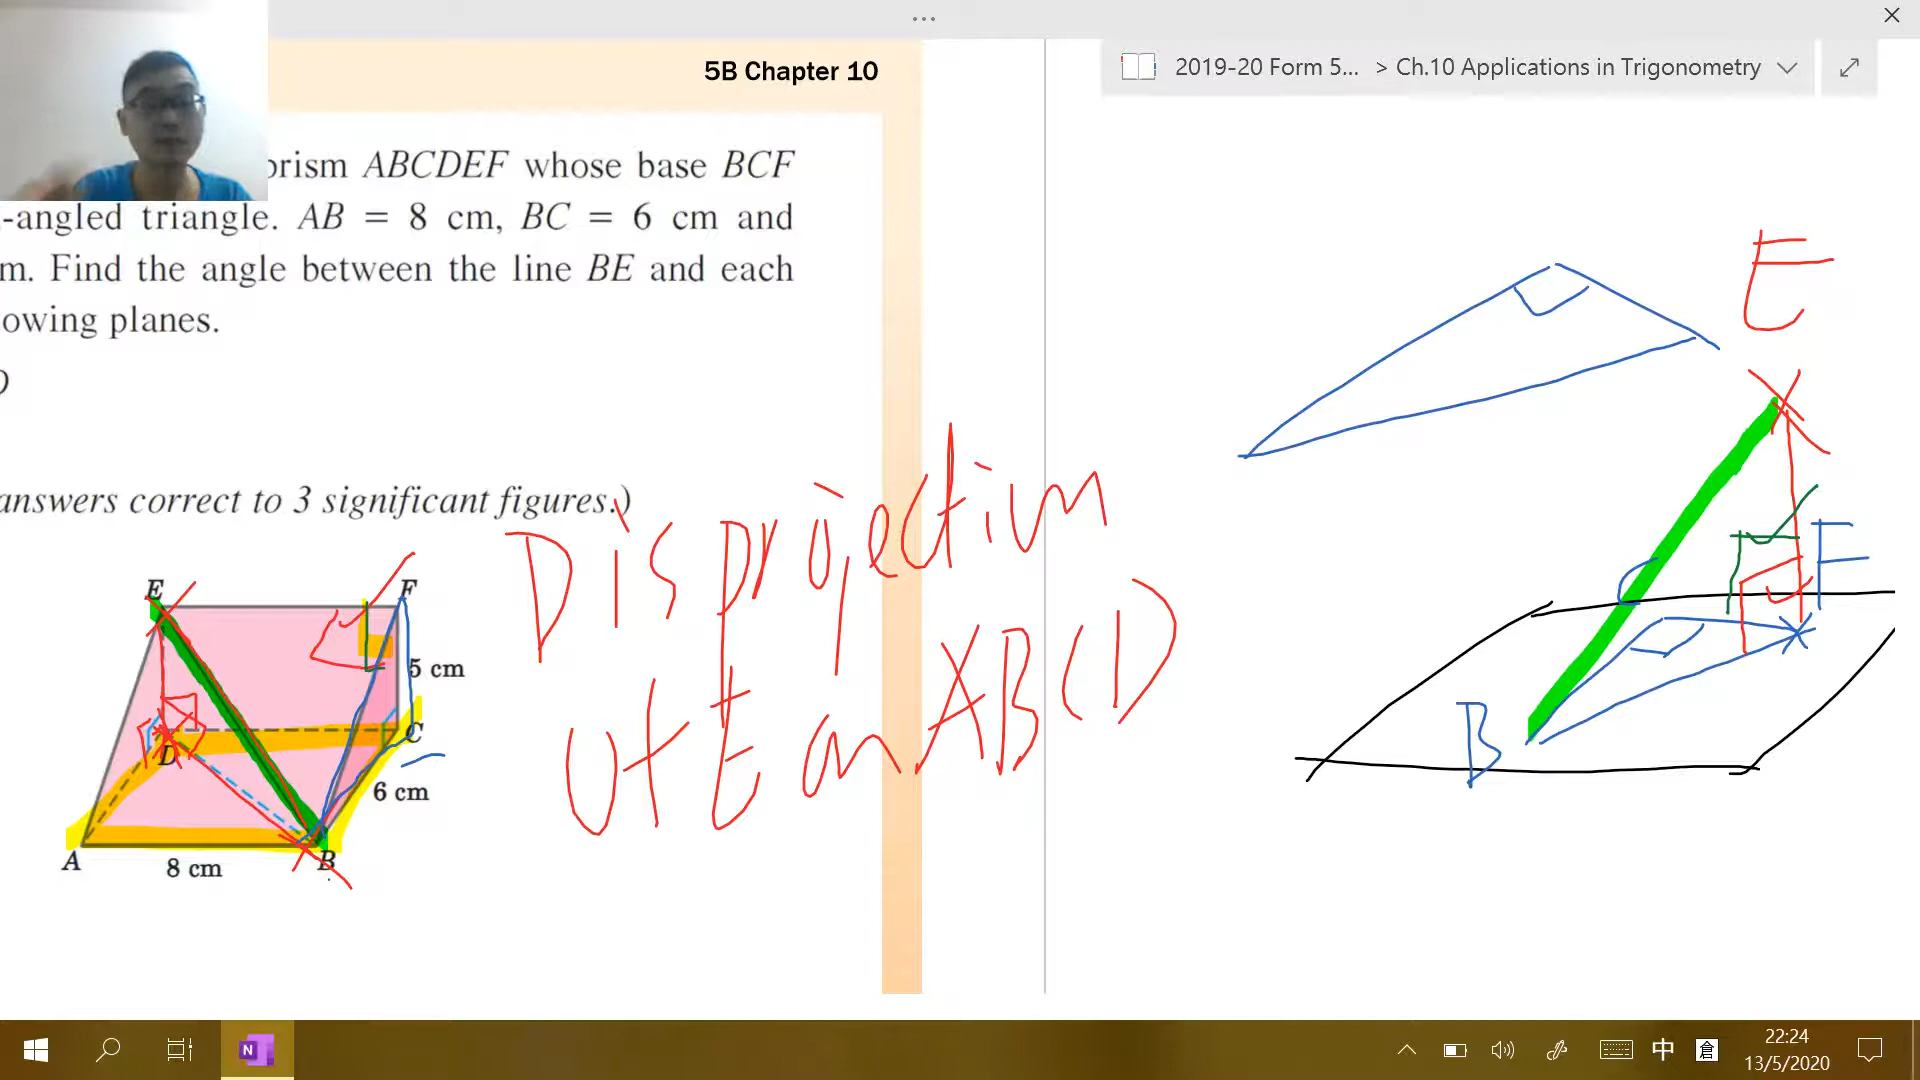 5B Chapter 10
2019-20 Form 5... > Ch.10 Applications in Trigonometry
prism ABCDEF whose base BCF
-angled triangle. AB = 8 cm, BC = 6 cm and
m. Find the angle between the line BE and each
owing planes.
D
answers correct to 3 significant figures.)
D is projection
of E on ABCD
E
F
5 cm
D
C
6 cm
A
8 cm
B
E
F
C
B
中
倉
22:24
13/5/2020